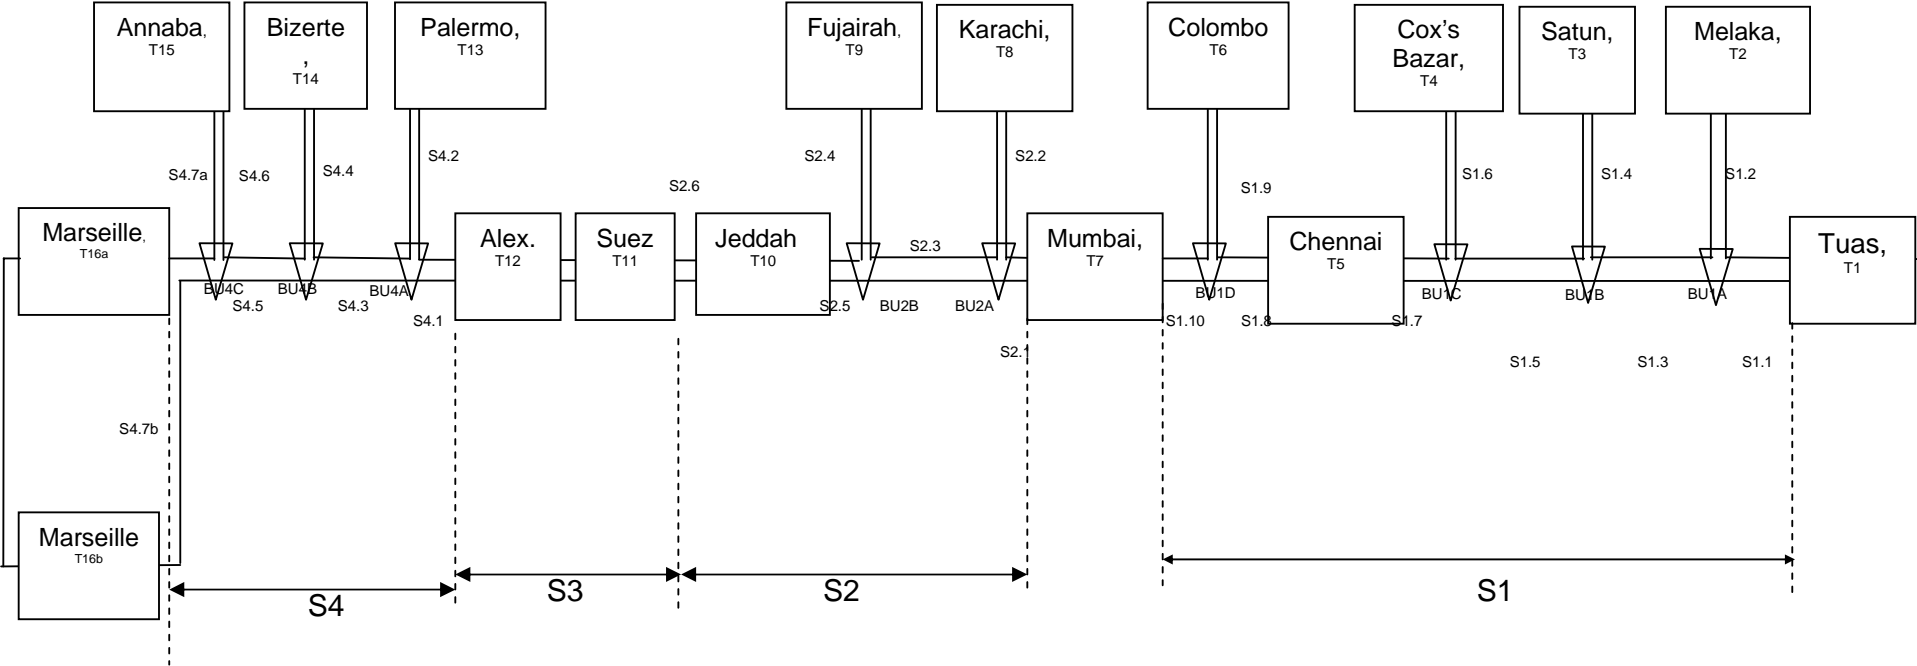 Annaba,
T15
Bizerte
,
T14
Palermo,
T13
Fujairah,
T9
Karachi,
T8
Colombo
T6
Cox's
Bazar,
T4
Satun,
T3
Melaka,
T2
S4.7a
S4.6
S4.4
S4.2
S2.6
S2.4
S2.2
S1.9
S1.6
S1.4
S1.2
Marseille,
T16a
Alex.
T12
Suez
T11
Jeddah
T10
S2.3
Mumbai,
T7
Chennai
T5
Tuas,
T1
BU4C
BU4B
BU4A
BU1D
BU1C
BU1B
BU1A
S4.5
S4.3
S4.1
S2.5
BU2B
BU2A
S1.10
S1.8
S1.7
S2.1
S1.5
S1.3
S1.1
S4.7b
Marseille
T16b
S4
S3
S2
S1